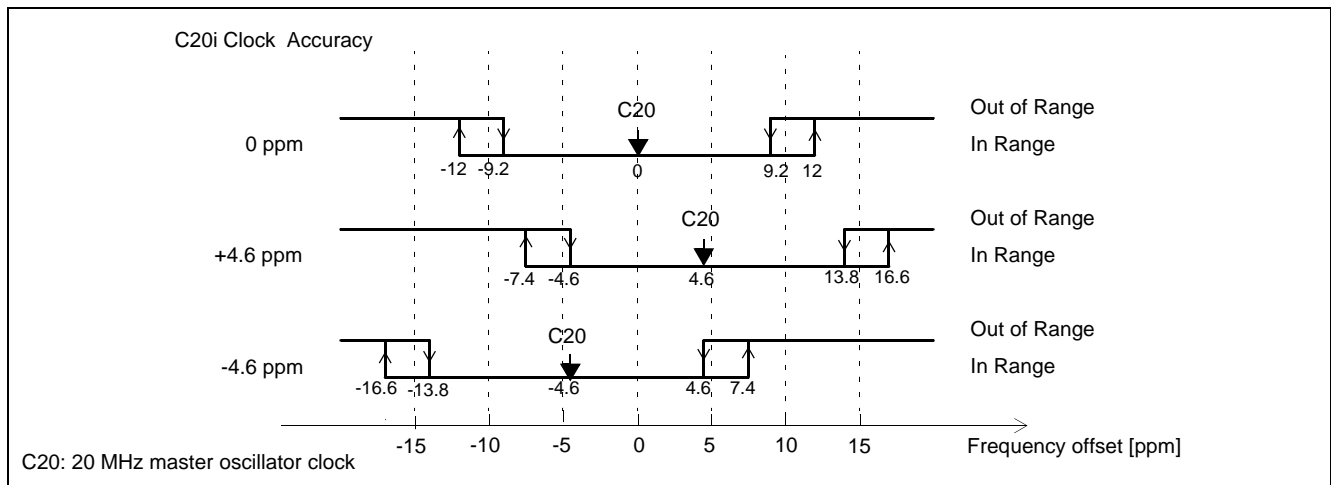 C20i Clock Accuracy
C20
Out of Range
0 ppm
In Range
-12 -9.2 0 9.2 12
C20
Out of Range
+4.6 ppm
In Range
-7.4 -4.6 4.6 13.8 16.6
C20
Out of Range
-4.6 ppm
In Range
-16.6 -13.8 -4.6 4.6 7.4
-15 -10 -5 0 5 10 15 Frequency offset [ppm]
C20: 20 MHz master oscillator clock